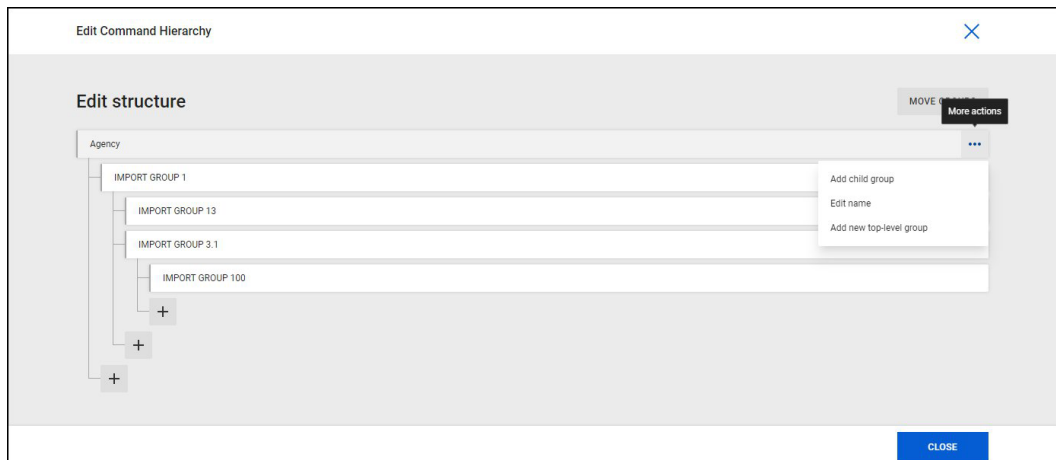 Edit Command Hierarchy
Edit structure
MOVE
More actions
Agency
IMPORT GROUP 1
Add child group
Edit name
IMPORT GROUP 13
Add new top-level group
IMPORT GROUP 3.1
IMPORT GROUP 100
CLOSE